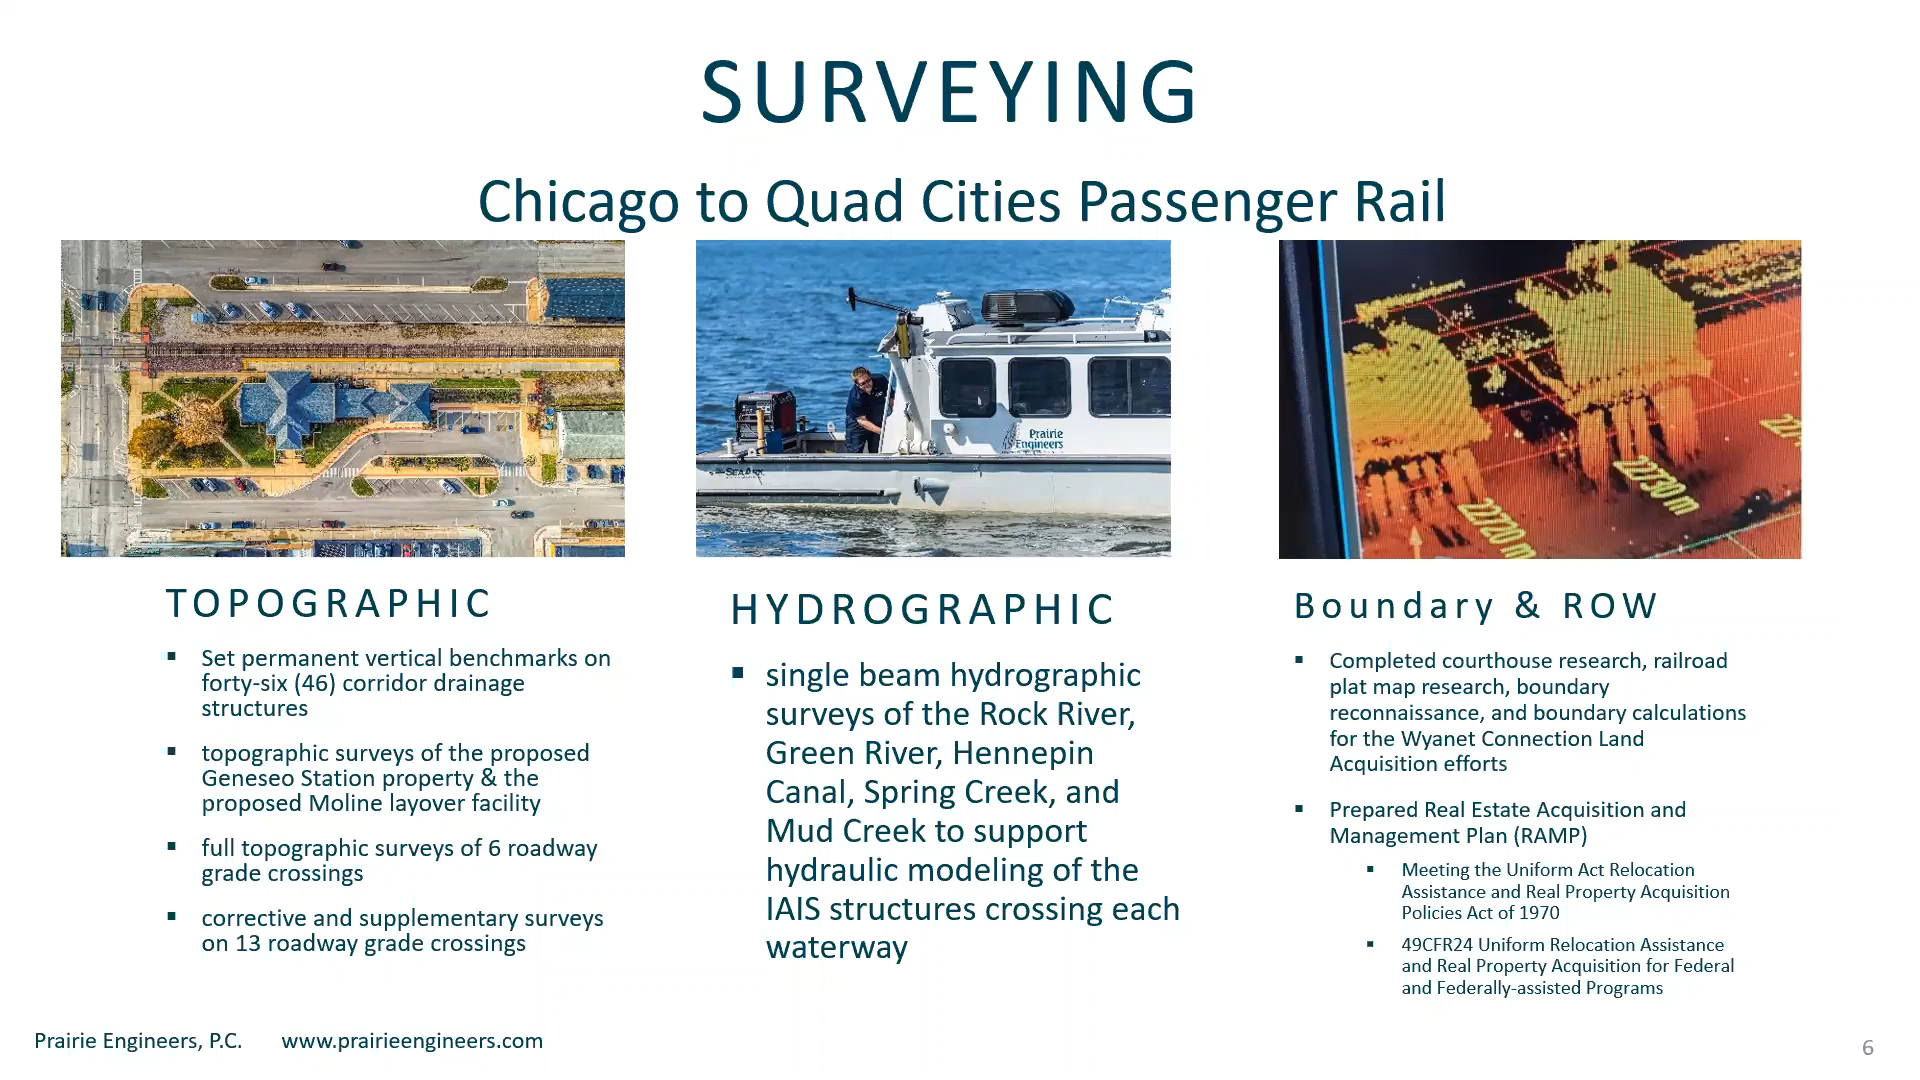 SURVEYING
Chicago to Quad Cities Passenger Rail
Prairie
Engineers
SEAARK
22720 m
22730 m
TOPOGRAPHIC
▪ Set permanent vertical benchmarks on
forty-six (46) corridor drainage
structures
▪ topographic surveys of the proposed
Geneseo Station property & the
proposed Moline layover facility
▪ full topographic surveys of 6 roadway
grade crossings
▪ corrective and supplementary surveys
on 13 roadway grade crossings
HYDROGRAPHIC
▪ single beam hydrographic
surveys of the Rock River,
Green River, Hennepin
Canal, Spring Creek, and
Mud Creek to support
hydraulic modeling of the
IAIS structures crossing each
waterway
Boundary & ROW
▪ Completed courthouse research, railroad
plat map research, boundary
reconnaissance, and boundary calculations
for the Wyanet Connection Land
Acquisition efforts
▪ Prepared Real Estate Acquisition and
Management Plan (RAMP)
▪ Meeting the Uniform Act Relocation
Assistance and Real Property Acquisition
Policies Act of 1970
▪ 49CFR24 Uniform Relocation Assistance
and Real Property Acquisition for Federal
and Federally-assisted Programs
Prairie Engineers, P.C. www.prairieengineers.com
6